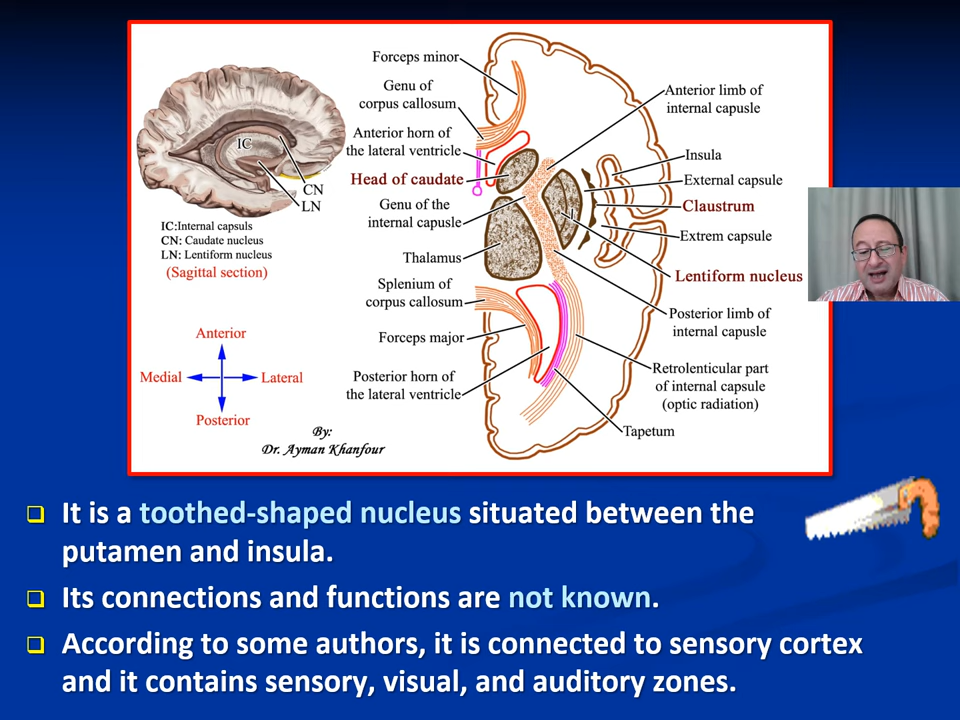 Forceps minor
Genu of
corpus callosum
Anterior horn of
the lateral ventricle
Head of caudate
Genu of the
internal capusle
Thalamus
Splenium of
corpus callosum
Forceps major
Posterior horn of
the lateral ventricle
Anterior limb of
internal capusle
Insula
External capsule
Claustrum
Extrem capsule
Lentiform nucleus
Posterior limb of
internal capusle
Retrolenticular part
of internal capsule
(optic radiation)
Tapetum
IC
CN
LN
IC:Internal capsuls
CN: Caudate nucleus
LN: Lentiform nucleus
(Sagittal section)
Anterior
Medial
Lateral
Posterior
By:
Dr. Ayman Khanfour
It is a toothed-shaped nucleus situated between the
putamen and insula.
Its connections and functions are not known.
According to some authors, it is connected to sensory cortex
and it contains sensory, visual, and auditory zones.